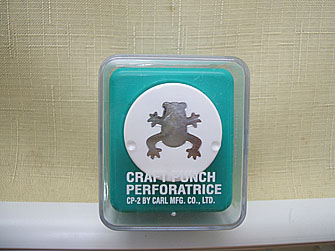 CRAFT PUNCH
PERFORATRICE
CP-2 BY CARL MFG. CO., LTD.